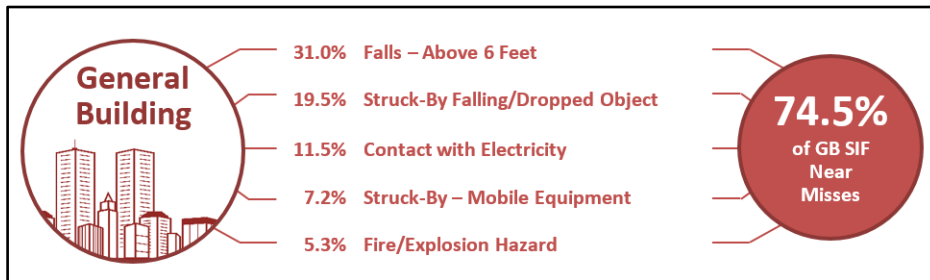 General
Building
31.0% Falls – Above 6 Feet
19.5% Struck-By Falling/Dropped Object
11.5% Contact with Electricity
7.2% Struck-By – Mobile Equipment
5.3% Fire/Explosion Hazard
74.5%
of GB SIF
Near
Misses